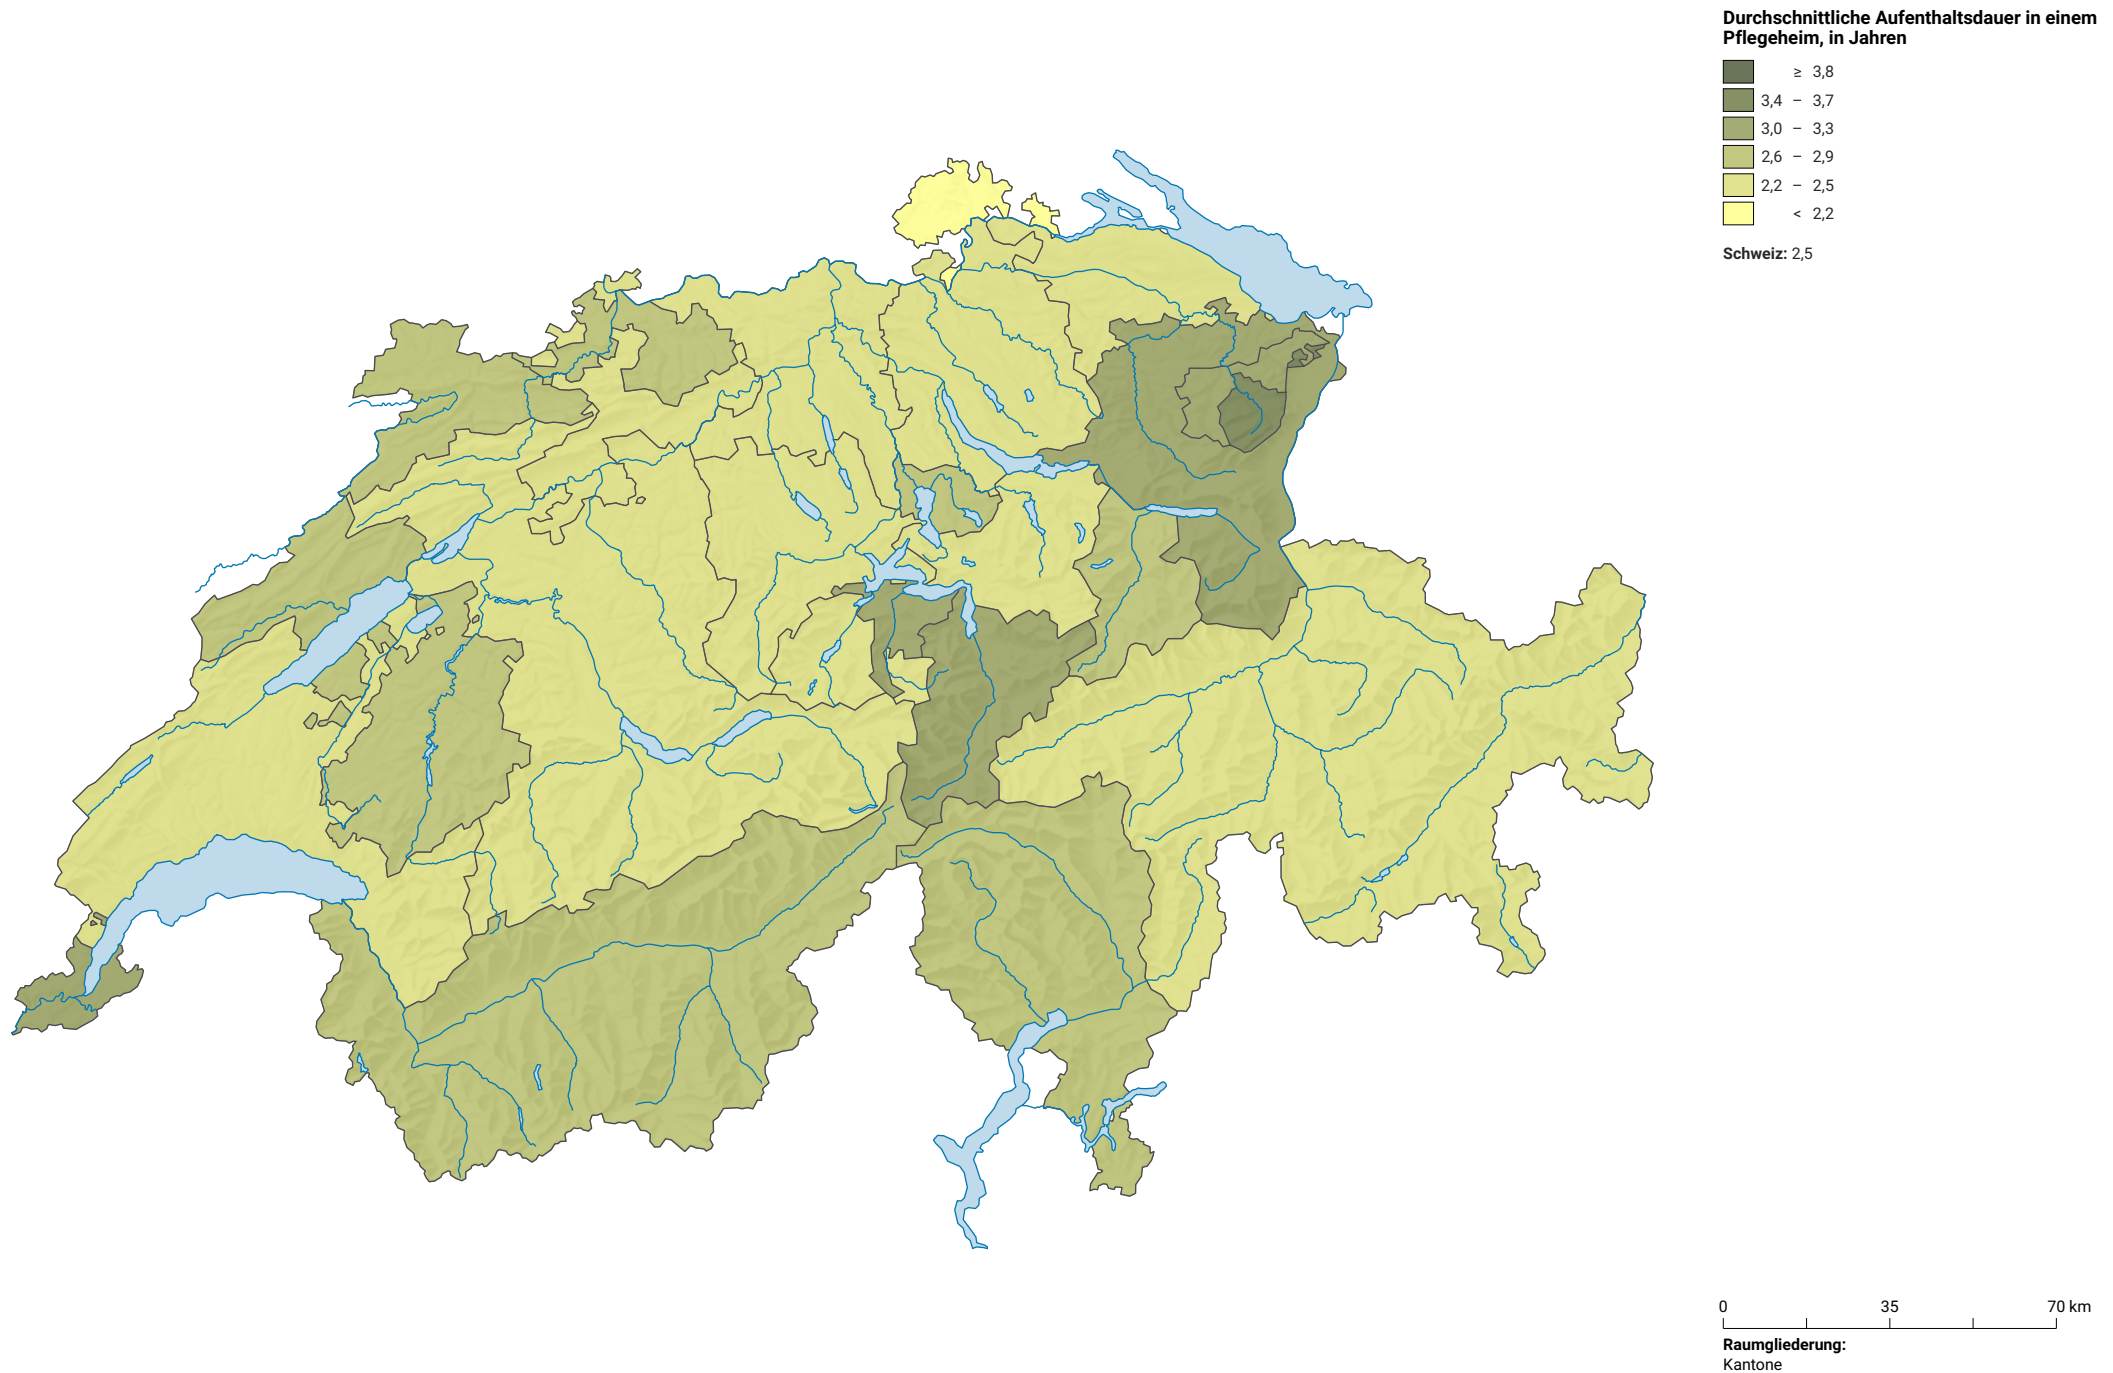 Durchschnittliche Aufenthaltsdauer in einem
Pflegeheim, in Jahren
≥ 3,8
3,4 – 3,7
3,0 – 3,3
2,6 – 2,9
2,2 – 2,5
< 2,2
Schweiz: 2,5
0 35 70 km
Raumgliederung:
Kantone